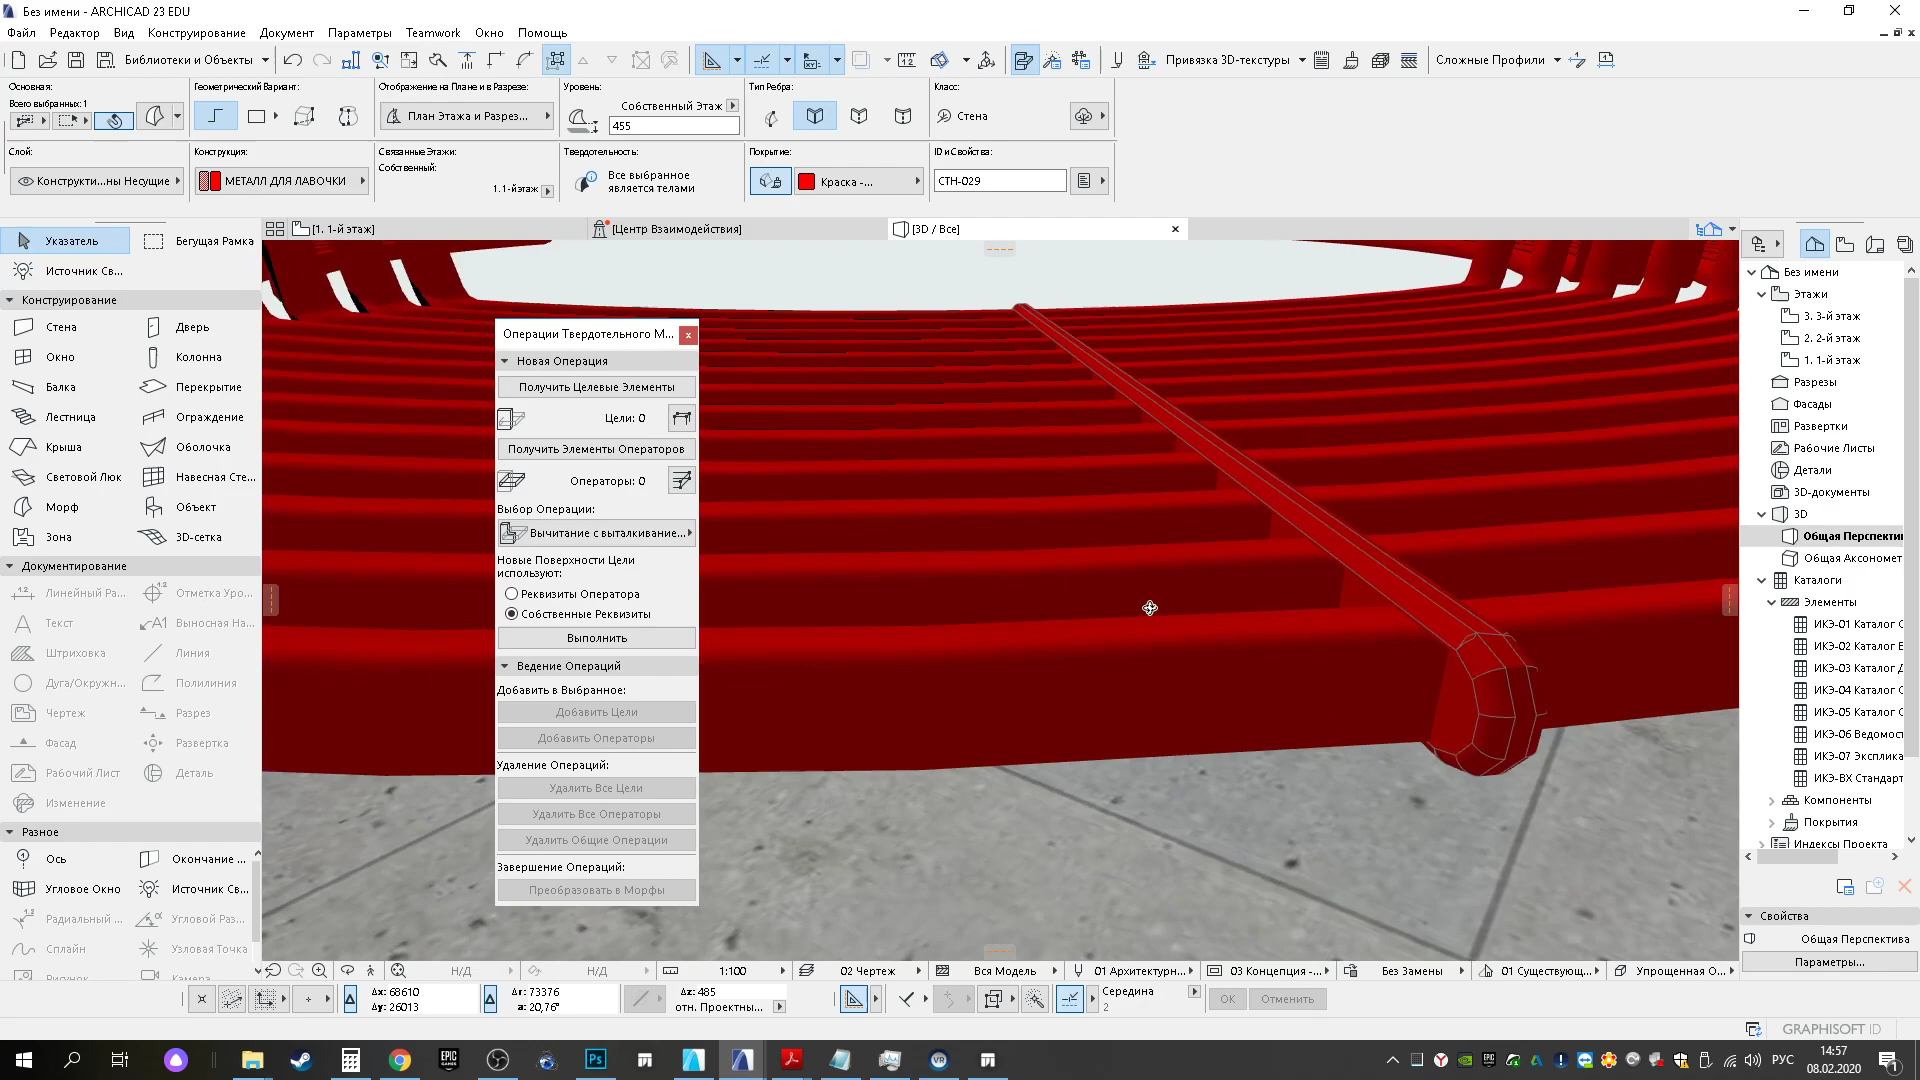 Без имени - ARCHICAD 23 EDU
Файл Редактор Вид Конструирование Документ Параметры Teamwork Окно Помощь
Библиотеки и Объекты
Привязка 3D-текстуры
Сложные Профили
Основная:
Всего выбранных: 1
Геометрический Вариант:
Отображение на Плане и в Разрезе:
План Этажа и Разрез...
Уровень:
Собственный Этаж
455
Тип Ребра:
Класс:
Стена
Слой:
Конструкти...ны Несущие
Конструкция:
МЕТАЛЛ ДЛЯ ЛАВОЧКИ
Связанные Этажи:
Собственный:
1.1-йэтаж
Твердотельность:
Все выбранное
является телами
Покрытие:
Краска -...
ID и Свойства:
СТН-029
[1. 1-й этаж]
[Центр Взаимодействия]
[3D / Все]
Указатель
Бегущая Рамка
Источник Св...
Конструирование
Стена
Дверь
Окно
Колонна
Балка
Перекрытие
Лестница
Ограждение
Крыша
Оболочка
Световой Люк
Навесная Сте...
Морф
Объект
Зона
3D-сетка
Документирование
Линейный Ра...
Отметка Уро...
Текст
Выносная На...
Штриховка
Линия
Дуга/Окружн...
Полилиния
Чертеж
Разрез
Фасад
Развертка
Рабочий Лист
Деталь
Изменение
Разное
Ось
Окончание ...
Угловое Окно
Источник Св...
Радиальный ...
Угловой Раз...
Сплайн
Узловая Точка
Операции Твердотельного М...
Новая Операция
Получить Целевые Элементы
Цели: 0
Получить Элементы Операторов
Операторы: 0
Выбор Операции:
Вычитание с выталкивание...
Новые Поверхности Цели
используют:
Реквизиты Оператора
Собственные Реквизиты
Выполнить
Ведение Операций
Добавить в Выбранное:
Добавить Цели
Добавить Операторы
Удаление Операций:
Удалить Все Цели
Удалить Все Операторы
Удалить Общие Операции
Завершение Операций:
Преобразовать в Морфы
Без имени
Этажи
3. 3-й этаж
2. 2-й этаж
1. 1-й этаж
Разрезы
Фасады
Развертки
Рабочие Листы
Детали
3D-документы
3D
Общая Перспекти
Общая Аксономет
Каталоги
Элементы
ИКЭ-01 Каталог
ИКЭ-02 Каталог
ИКЭ-03 Каталог
ИКЭ-04 Каталог
ИКЭ-05 Каталог
ИКЭ-06 Ведомост
ИКЭ-07 Эксплика
ИКЭ-ВХ Стандарт
Компоненты
Покрытия
Индексы Проекта
Свойства
Общая Перспектива
Параметры...
Н/Д
Н/Д
1:100
02 Чертеж
Вся Модель
01 Архитектурн...
03 Концепция -...
Без Замены
01 Существующ...
Упрощенная О...
Δx: 68610
Δy: 26013
Δr: 73376
a: 20,76°
Δz: 485
отн. Проектны...
Середина
2
ОК
Отменить
GRAPHISOFT ID
РУС
14:57
08.02.2020